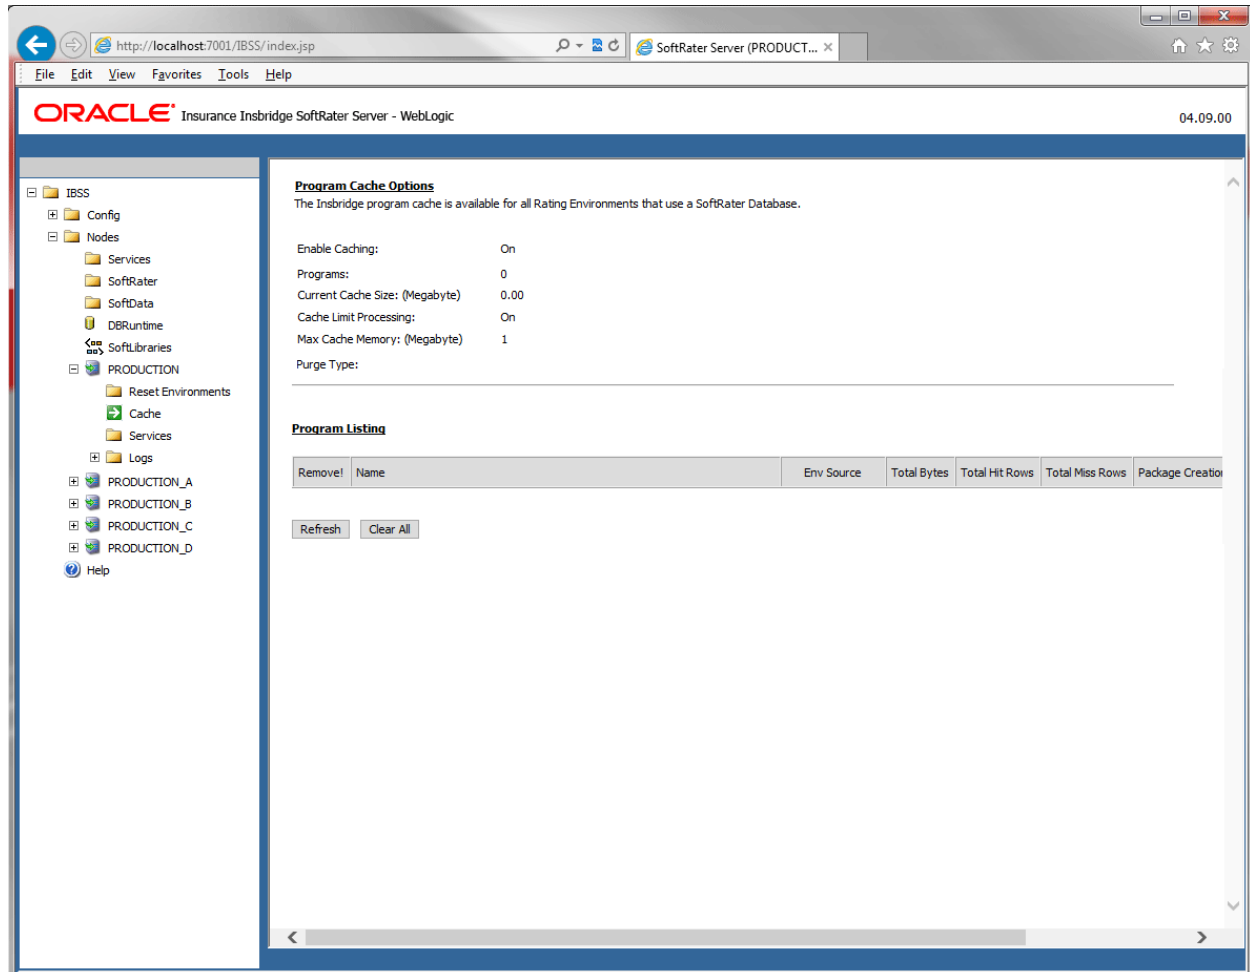 http://localhost:7001/IBSS/index.jsp
SoftRater Server (PRODUCT... ×
File Edit View Favorites Tools Help
ORACLE Insurance Insbridge SoftRater Server - WebLogic
04.09.00
IBSS
Config
Nodes
Services
SoftRater
SoftData
DBRuntime
SoftLibraries
PRODUCTION
Reset Environments
Cache
Services
Logs
PRODUCTION_A
PRODUCTION_B
PRODUCTION_C
PRODUCTION_D
Help
Program Cache Options
The Insbridge program cache is available for all Rating Environments that use a SoftRater Database.
Enable Caching: On
Programs: 0
Current Cache Size: (Megabyte) 0.00
Cache Limit Processing: On
Max Cache Memory: (Megabyte) 1
Purge Type:
Program Listing
Remove! Name Env Source Total Bytes Total Hit Rows Total Miss Rows Package Creation
Refresh Clear All